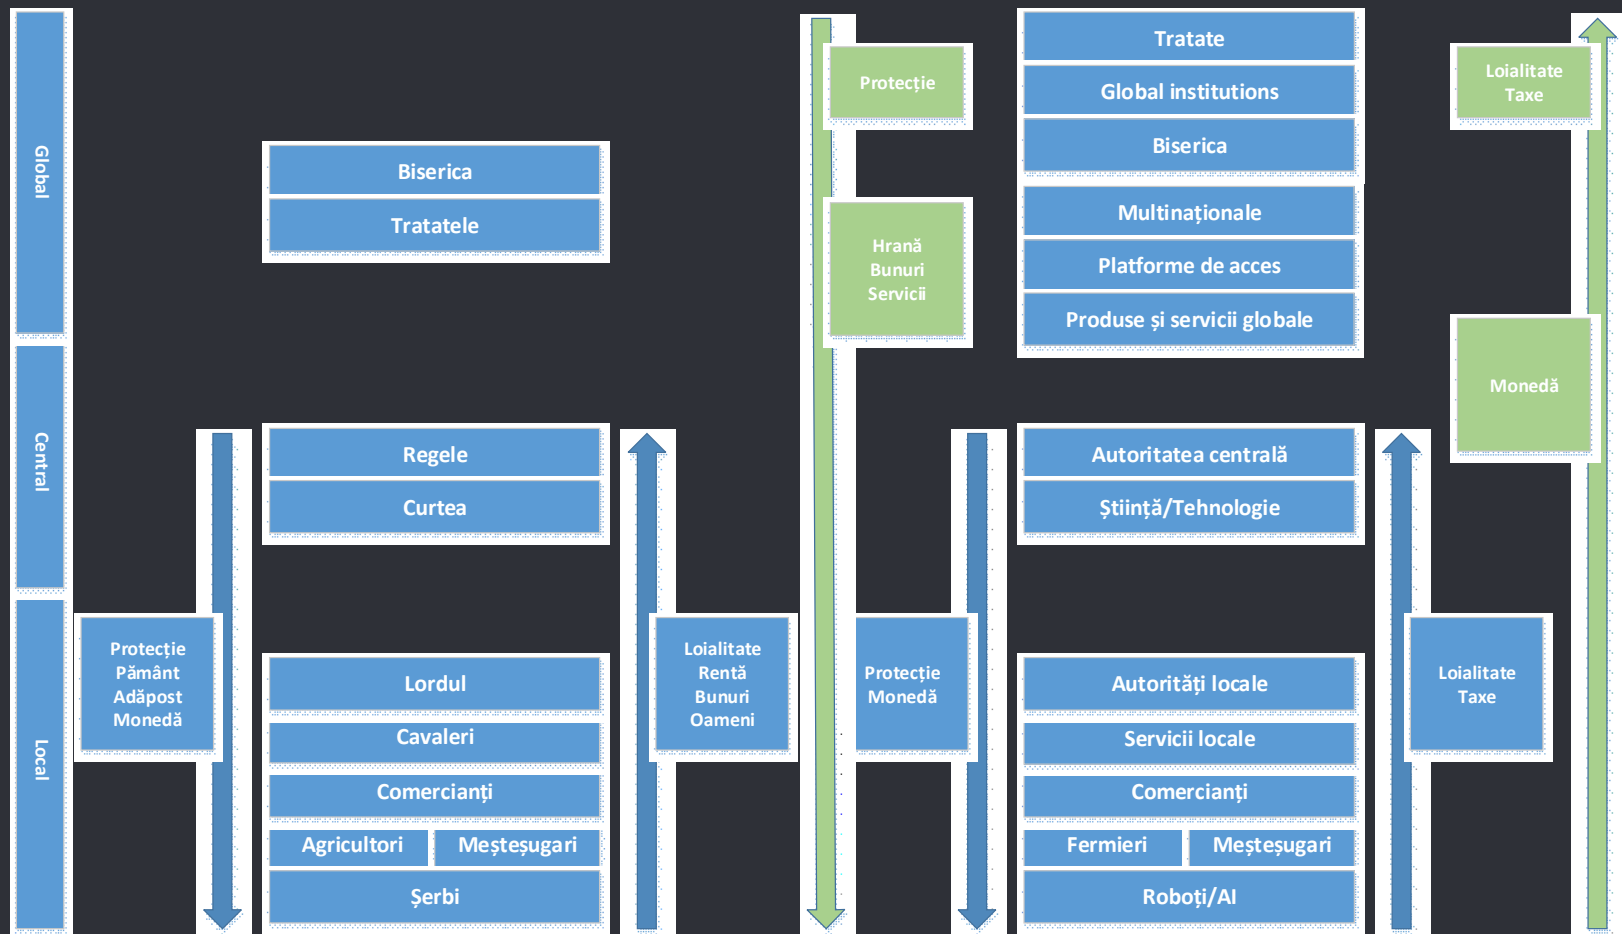 Global
Central
Local
Protecție
Pământ
Adăpost
Monedă
Biserica
Tratatele
Regele
Curtea
Lordul
Cavaleri
Comercianți
Agricultori
Meșteșugari
Șerbi
Loialitate
Rentă
Bunuri
Oameni
Protecție
Hrană
Bunuri
Servicii
Protecție
Monedă
Tratate
Global institutions
Biserica
Multinaționale
Platforme de acces
Produse și servicii globale
Autoritatea centrală
Știință/Tehnologie
Autorități locale
Servicii locale
Comercianți
Fermieri
Meșteșugari
Roboți/AI
Loialitate
Taxe
Monedă
Loialitate
Taxe